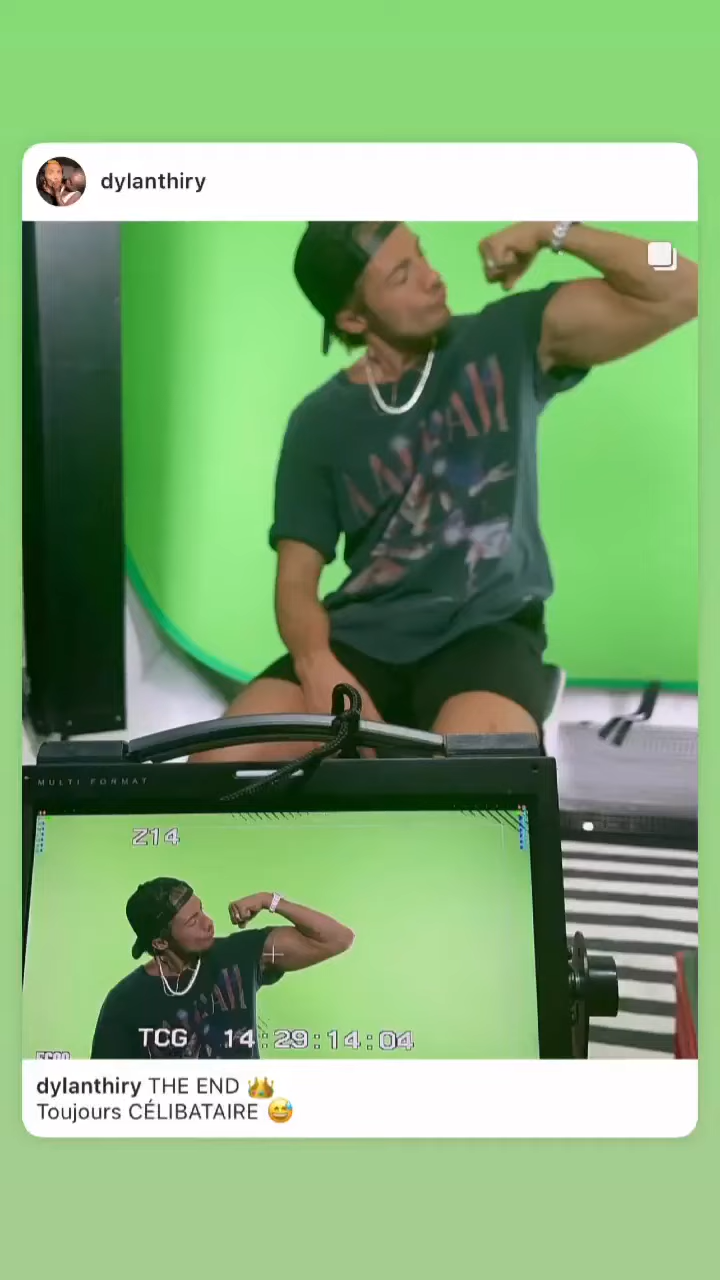 dylanthiry
MULTI FORMAT
Z14
TCG 14:29:14:04
dylanthiry THE END 👑
Toujours CÉLIBATAIRE 😅